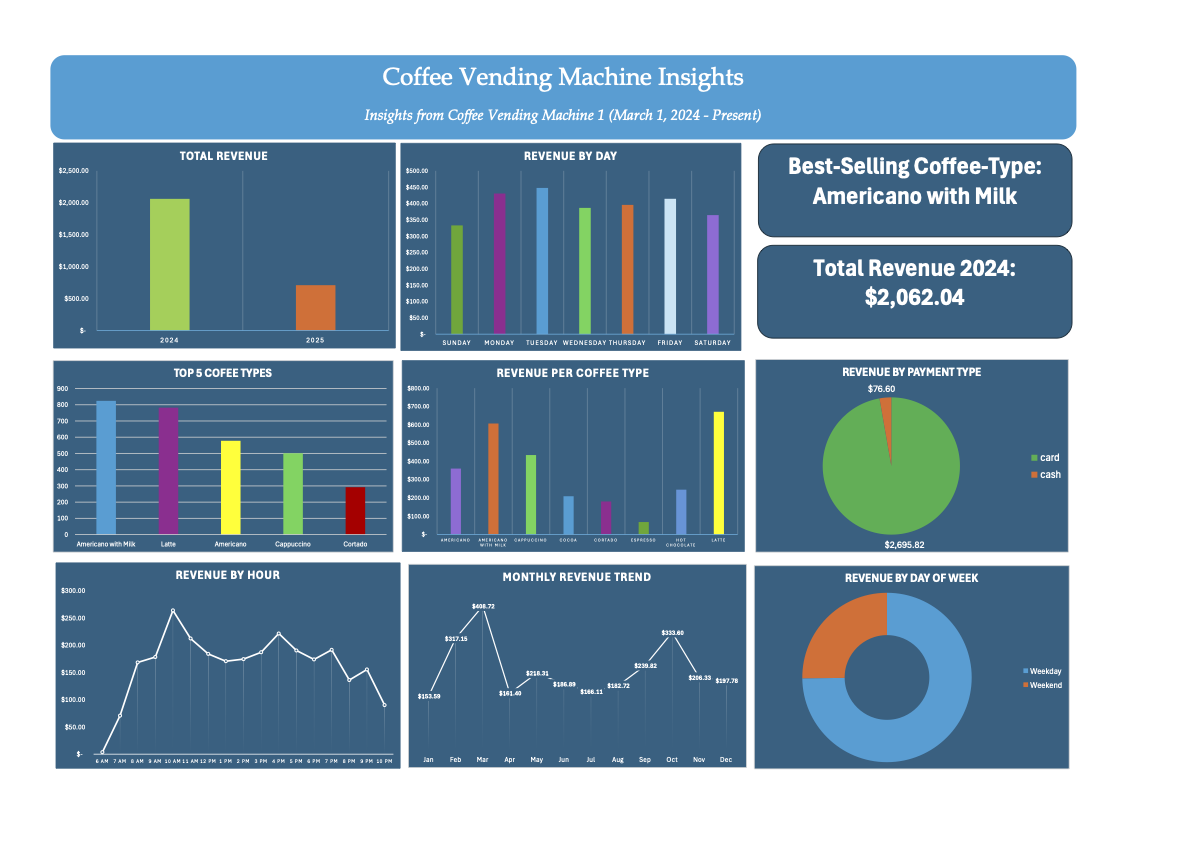 Coffee Vending Machine Insights
Insights from Coffee Vending Machine 1 (March 1, 2024 - Present)
TOTAL REVENUE
$2,500.00
$2,000.00
$1,500.00
$1,000.00
$500.00
$-
2024 2025
REVENUE BY DAY
$500.00
$450.00
$400.00
$350.00
$300.00
$250.00
$200.00
$150.00
$100.00
$50.00
$-
SUNDAY MONDAY TUESDAY WEDNESDAY THURSDAY FRIDAY SATURDAY
Best-Selling Coffee-Type:
Americano with Milk
Total Revenue 2024:
$2,062.04
TOP 5 COFEE TYPES
900
800
700
600
500
400
300
200
100
0
Americano with Milk Latte Americano Cappuccino Cortado
REVENUE PER COFFEE TYPE
$800.00
$700.00
$600.00
$500.00
$400.00
$300.00
$200.00
$100.00
$-
AMERICANO AMERICANO WITH MILK CAPPUCCINO COCOA CORTADO ESPRESSO HOT CHOCOLATE LATTE
REVENUE BY PAYMENT TYPE
$76.60
card
cash
$2,695.82
REVENUE BY HOUR
$300.00
$250.00
$200.00
$150.00
$100.00
$50.00
$-
6 AM 7 AM 8 AM 9 AM 10 AM 11 AM 12 PM 1 PM 2 PM 3 PM 4 PM 5 PM 6 PM 7 PM 8 PM 9 PM 10 PM
MONTHLY REVENUE TREND
$153.59 $317.15 $408.72 $161.40 $218.31 $186.89 $166.11 $182.72 $239.82 $333.60 $206.33 $197.78
Jan Feb Mar Apr May Jun Jul Aug Sep Oct Nov Dec
REVENUE BY DAY OF WEEK
Weekday
Weekend